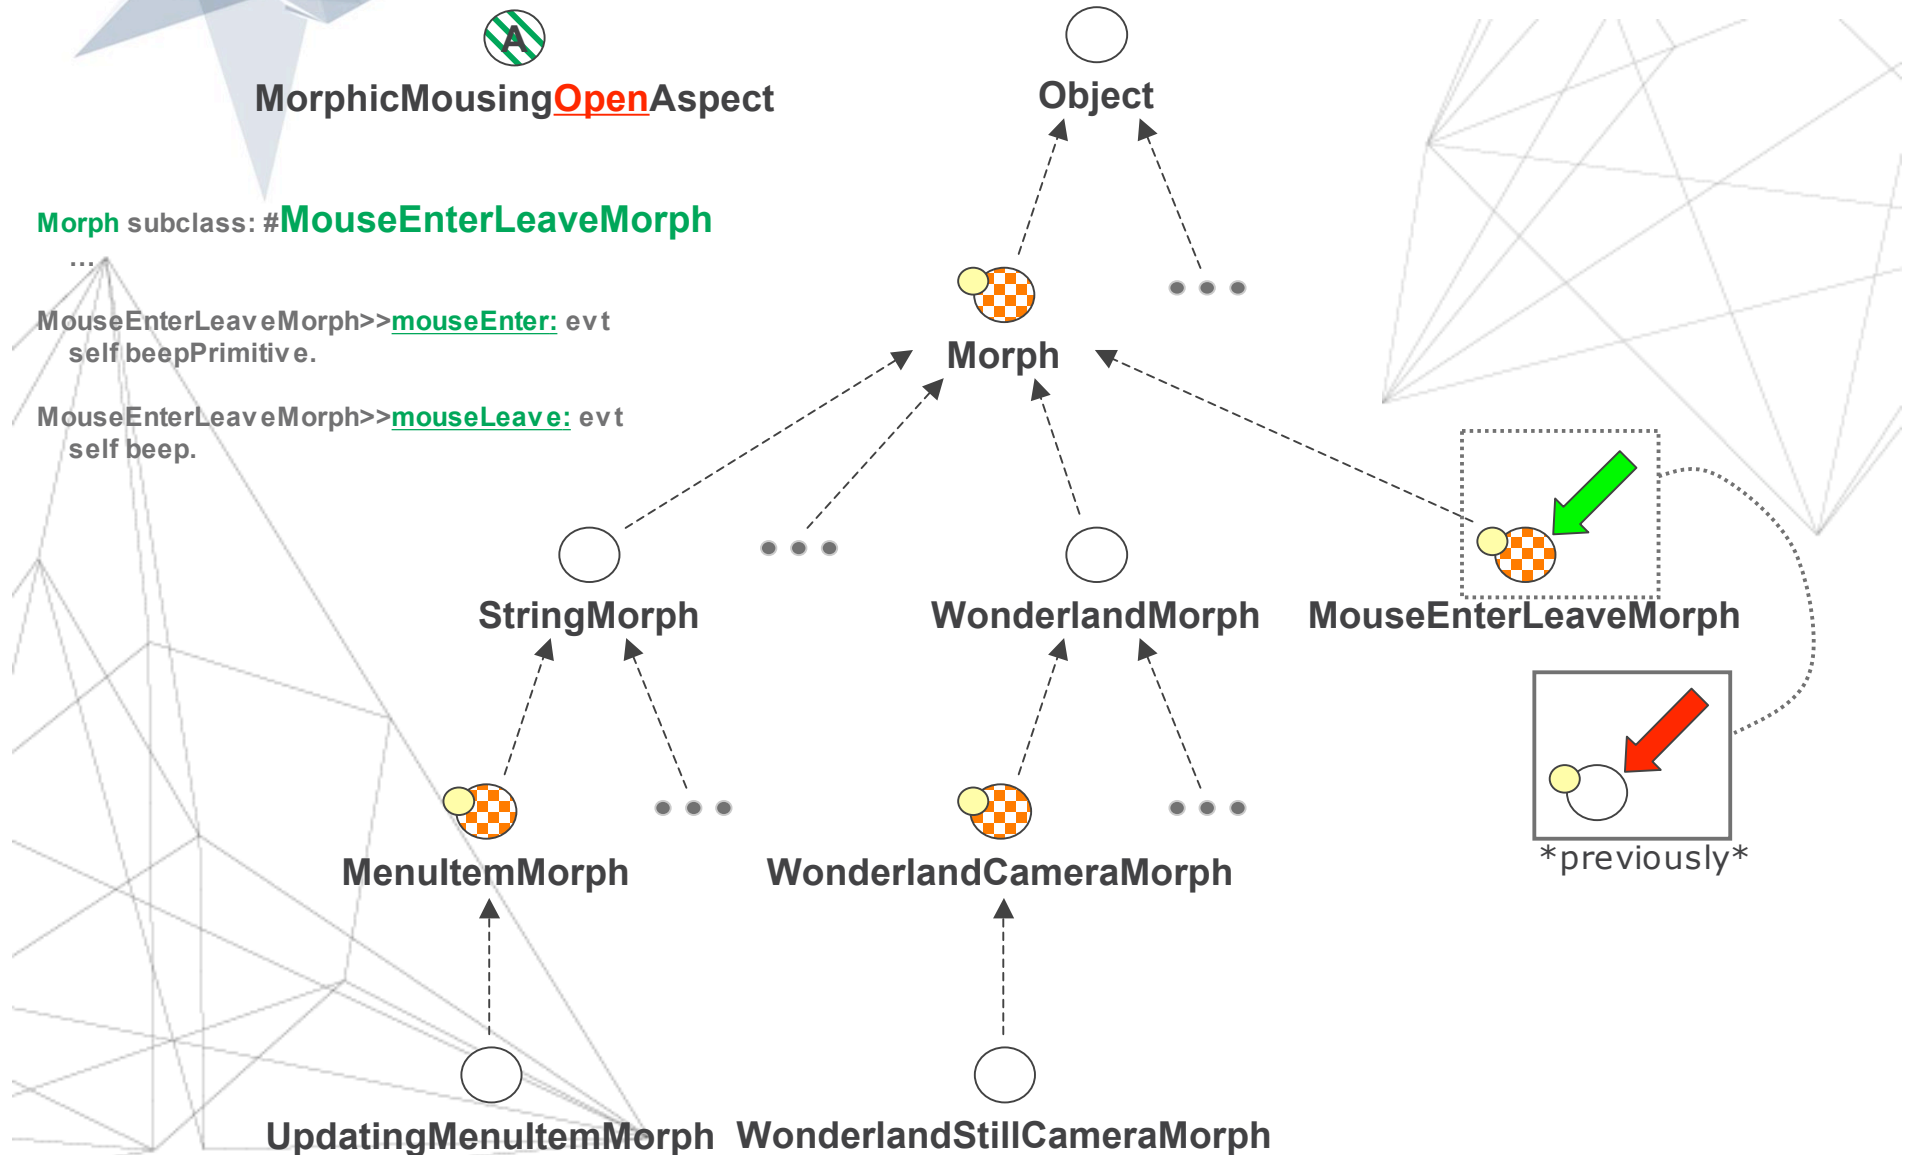 A
MorphicMousingOpenAspect
Object
Morph subclass: #MouseEnterLeaveMorph
...
MouseEnterLeaveMorph>>mouseEnter: evt
self beepPrimitive.
MouseEnterLeaveMorph>>mouseLeave: evt
self beep.
Morph
StringMorph
WonderlandMorph
MouseEnterLeaveMorph
*previously*
MenuItemMorph
WonderlandCameraMorph
UpdatingMenuItemMorph
WonderlandStillCameraMorph